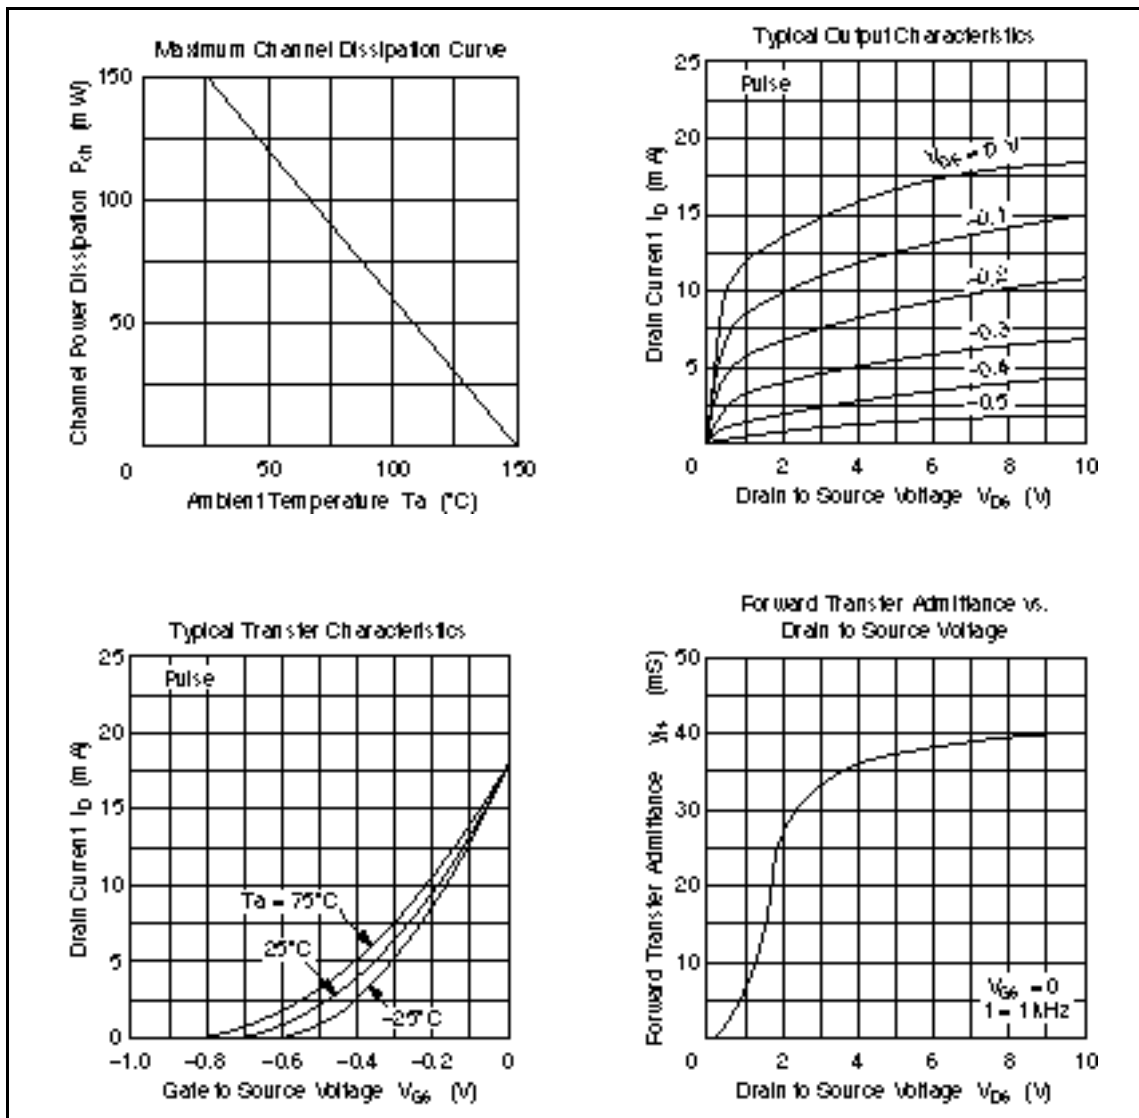 Maximum Channel Dissipation Curve
Channel Power Dissipation Pch (mW)
150
100
50
0
50
100
150
Ambient Temperature Ta (°C)
Typical Output Characteristics
Drain Current ID (mA)
25
20
15
10
5
0
Pulse
VDS = 0 V
–0.1
–0.2
–0.3
–0.4
–0.5
2
4
6
8
10
Drain to Source Voltage VDS (V)
Typical Transfer Characteristics
Drain Current ID (mA)
25
20
15
10
5
0
Pulse
Ta = 75°C
25°C
–25°C
–1.0
–0.8
–0.6
–0.4
–0.2
0
Gate to Source Voltage VGS (V)
Forward Transfer Admittance vs.
Drain to Source Voltage
Forward Transfer Admittance yfs (mS)
50
40
30
20
10
0
VGS = 0
f = 1 kHz
2
4
6
8
10
Drain to Source Voltage VDS (V)